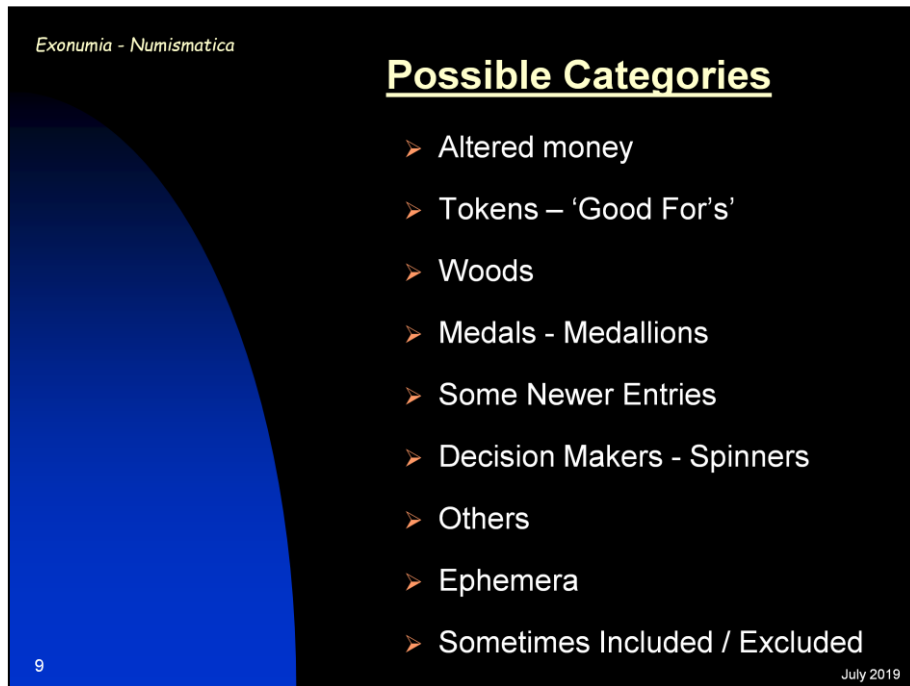 Exonumia - Numismatica
Possible Categories
➢ Altered money
➢ Tokens – ‘Good For's’
➢ Woods
➢ Medals - Medallions
➢ Some Newer Entries
➢ Decision Makers - Spinners
➢ Others
➢ Ephemera
➢ Sometimes Included / Excluded
9
July 2019